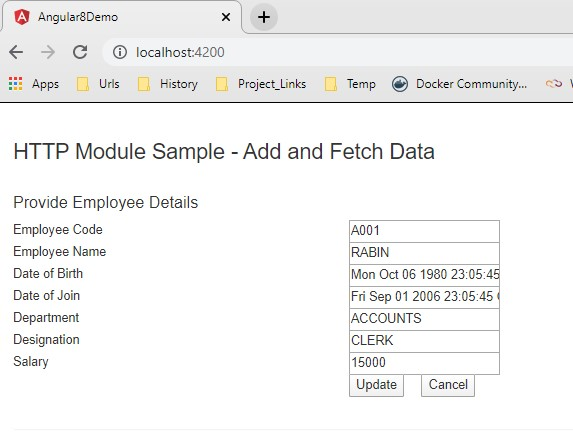 Angular8Demo
localhost:4200
Apps Urls History Project_Links Temp Docker Community...
HTTP Module Sample - Add and Fetch Data
Provide Employee Details
Employee Code A001
Employee Name RABIN
Date of Birth Mon Oct 06 1980 23:05:45
Date of Join Fri Sep 01 2006 23:05:45
Department ACCOUNTS
Designation CLERK
Salary 15000
Update Cancel